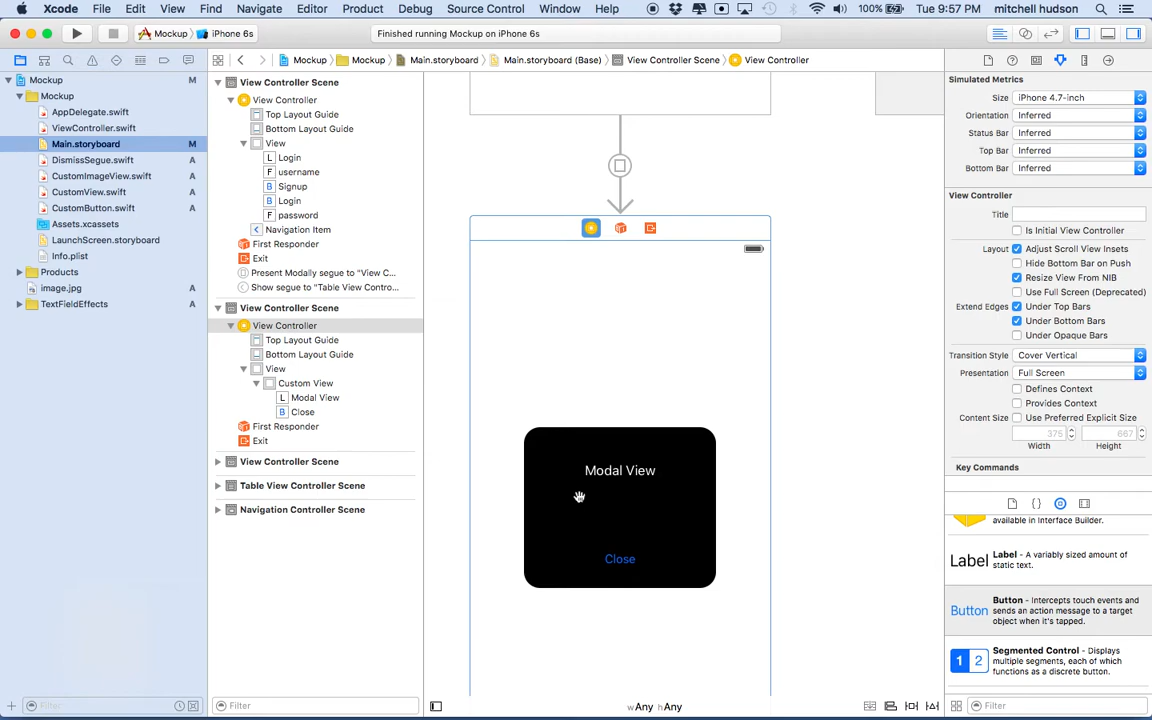 Xcode File Edit View Find Navigate Editor Product Debug Source Control Window Help 100% Tue 9:57 PM mitchell hudson
Mockup iPhone 6s Finished running Mockup on iPhone 6s
Mockup Mockup Main.storyboard Main.storyboard (Base) View Controller Scene View Controller
Mockup M
Mockup
AppDelegate.swift
ViewController.swift
Main.storyboard M
DismissSegue.swift A
CustomImageView.swift A
CustomView.swift A
CustomButton.swift A
Assets.xcassets
LaunchScreen.storyboard
Info.plist
Products
image.jpg A
TextFieldEffects A
Filter
View Controller Scene
View Controller
Top Layout Guide
Bottom Layout Guide
View
L Login
F username
B Signup
B Login
F password
Navigation Item
First Responder
Exit
Present Modally segue to "View C...
Show segue to "Table View Contro...
View Controller Scene
View Controller
Top Layout Guide
Bottom Layout Guide
View
Custom View
L Modal View
B Close
First Responder
Exit
View Controller Scene
Table View Controller Scene
Navigation Controller Scene
Filter
Modal View
Close
wAny hAny
Simulated Metrics
Size iPhone 4.7-inch
Orientation Inferred
Status Bar Inferred
Top Bar Inferred
Bottom Bar Inferred
View Controller
Title
Is Initial View Controller
Layout Adjust Scroll View Insets
Hide Bottom Bar on Push
Resize View From NIB
Use Full Screen (Deprecated)
Extend Edges Under Top Bars
Under Bottom Bars
Under Opaque Bars
Transition Style Cover Vertical
Presentation Full Screen
Defines Context
Provides Context
Content Size Use Preferred Explicit Size
375 667
Width Height
Key Commands
available in Interface Builder.
Label Label - A variably sized amount of
static text.
Button Button - Intercepts touch events and
sends an action message to a target
object when it's tapped.
1 2 Segmented Control - Displays
multiple segments, each of which
functions as a discrete button.
Filter